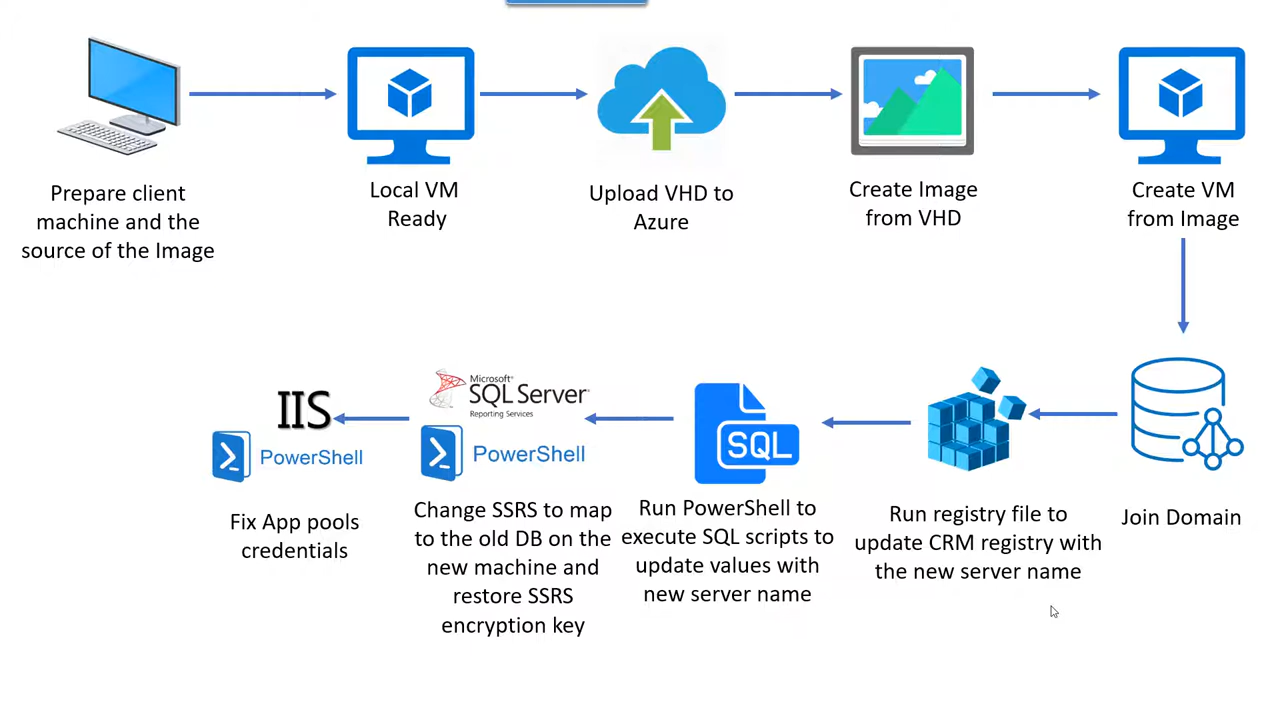 Prepare client
machine and the
source of the Image
Local VM
Ready
Upload VHD to
Azure
Create Image
from VHD
Create VM
from Image
Join Domain
Run registry file to
update CRM registry with
the new server name
SQL
Run PowerShell to
execute SQL scripts to
update values with
new server name
Microsoft®
SQL Server®
Reporting Services
PowerShell
Change SSRS to map
to the old DB on the
new machine and
restore SSRS
encryption key
IIS
PowerShell
Fix App pools
credentials